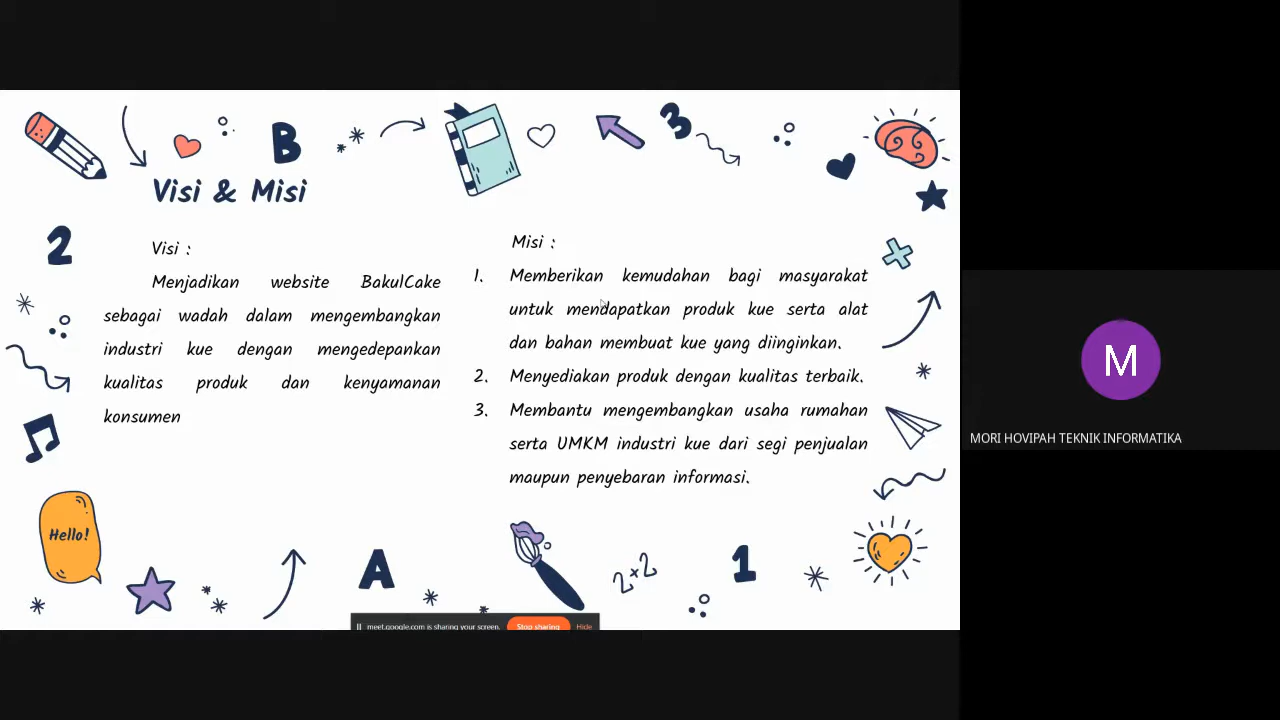 B
3
Visi & Misi
2
Visi :
Menjadikan website BakulCake
sebagai wadah dalam mengembangkan
industri kue dengan mengedepankan
kualitas produk dan kenyamanan
konsumen
Misi :
1. Memberikan kemudahan bagi masyarakat
untuk mendapatkan produk kue serta alat
dan bahan membuat kue yang diinginkan.
2. Menyediakan produk dengan kualitas terbaik.
3. Membantu mengembangkan usaha rumahan
serta UMKM industri kue dari segi penjualan
maupun penyebaran informasi.
Hello!
A
2x2
1
meet.google.com is sharing your screen. Stop sharing Hide
M
MORI HOVIPAH TEKNIK INFORMATIKA